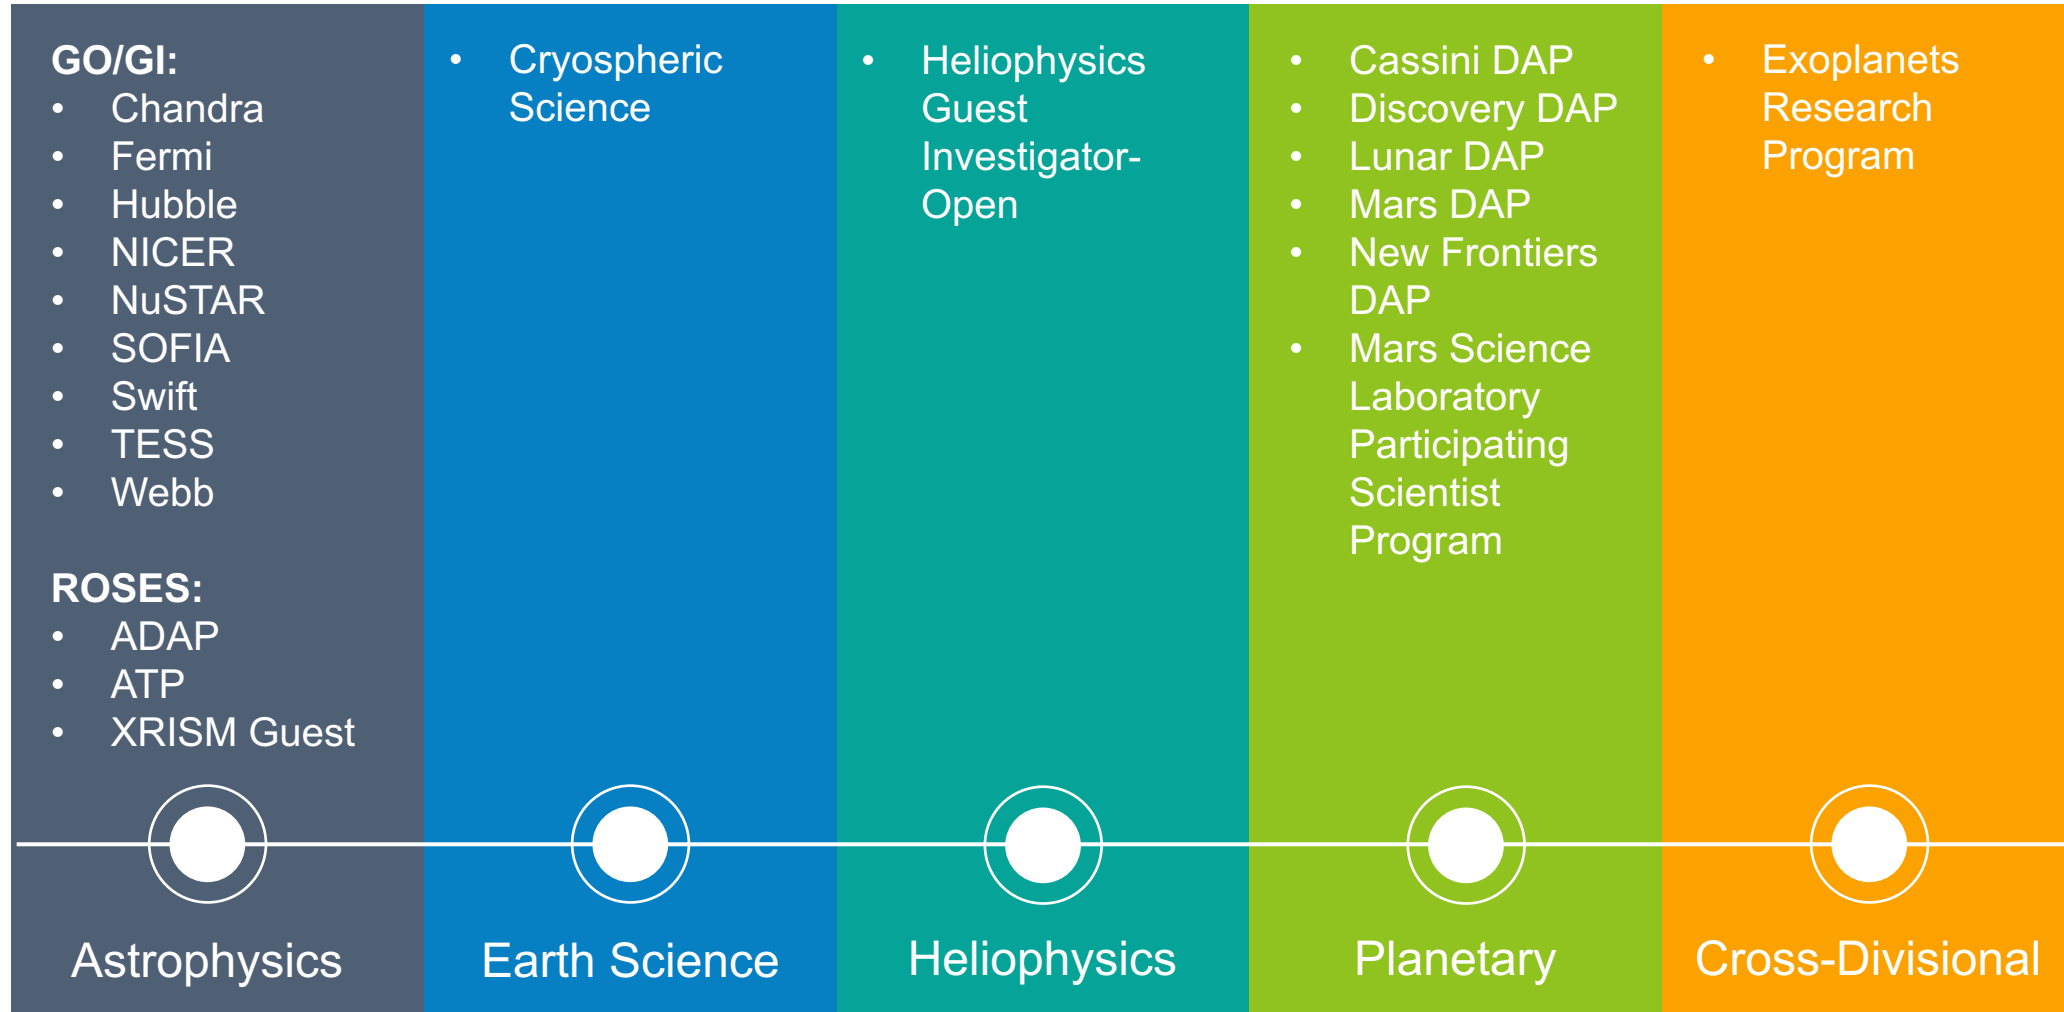 GO/GI:
• Chandra
• Fermi
• Hubble
• NICER
• NuSTAR
• SOFIA
• Swift
• TESS
• Webb
ROSES:
• ADAP
• ATP
• XRISM Guest
Astrophysics
• Cryospheric
Science
Earth Science
• Heliophysics
Guest
Investigator-
Open
Heliophysics
• Cassini DAP
• Discovery DAP
• Lunar DAP
• Mars DAP
• New Frontiers
DAP
• Mars Science
Laboratory
Participating
Scientist
Program
Planetary
• Exoplanets
Research
Program
Cross-Divisional